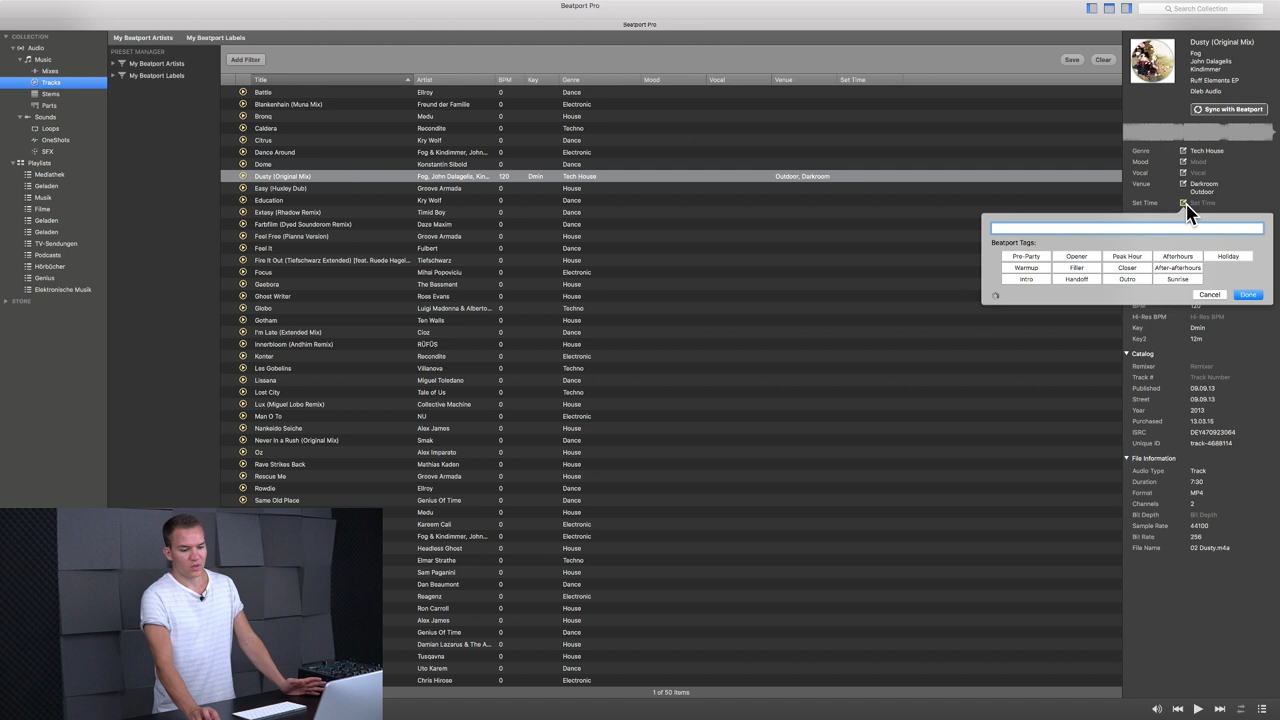 Beatport Pro
Search Collection
Beatport Pro
COLLECTION
Audio
Music
Mixes
Tracks
Stems
Parts
Sounds
Loops
OneShots
SFX
Playlists
Mediathek
Geladen
Musik
Filme
Geladen
Geladen
TV-Sendungen
Podcasts
Hörbücher
Genius
Elektronische Musik
STORE
My Beatport Artists My Beatport Labels
PRESET MANAGER
My Beatport Artists
My Beatport Labels
Add Filter Save Clear
Title Artist BPM Key Genre Mood Vocal Venue Set Time
Battle Ellroy 0 Dance
Blankenhain (Muna Mix) Freund der Familie 0 Electronic
Bronq Medu 0 House
Caldera Recondite 0 Techno
Citrus Kry Wolf 0 Dance
Dance Around Fog & Kindimmer, John... 0 Electronic
Dome Konstantin Sibold 0 Dance
Dusty (Original Mix) Fog, John Dalagelis, Kin... 120 Dmin Tech House Outdoor, Darkroom
Easy (Huxley Dub) Groove Armada 0 House
Education Kry Wolf 0 Dance
Extasy (Rhadow Remix) Timid Boy 0 Dance
Farbfilm (Dyed Soundorom Remix) Daze Maxim 0 Dance
Feel Free (Pianna Version) Groove Armada 0 House
Feel It Fulbert 0 Dance
Fire It Out (Tiefschwarz Extended) [feat. Ruede Hagel... Tiefschwarz 0 House
Focus Mihai Popoviciu 0 Electronic
Geebora The Bassment 0 House
Ghost Writer Ross Evans 0 House
Globo Luigi Madonna & Alberto... 0 Techno
Gotham Ten Walls 0 House
I'm Late (Extended Mix) Cioz 0 Dance
Innerbloom (Andhim Remix) RÜFÜS 0 House
Konter Recondite 0 Electronic
Les Gobelins Villanova 0 Techno
Lissana Miguel Toledano 0 Dance
Lost City Tale of Us 0 Techno
Lux (Miguel Lobo Remix) Collective Machine 0 House
Man O To NU 0 Electronic
Nankeido Seiche Alex James 0 House
Never In a Rush (Original Mix) Smak 0 Dance
Oz Alex Imparato 0 House
Rave Strikes Back Mathias Kaden 0 House
Rescue Me Groove Armada 0 House
Rowdie Ellroy 0 Dance
Same Old Place Genius Of Time 0 Dance
Medu 0 House
Kareem Cali 0 Electronic
Fog & Kindimmer, John... 0 Electronic
Headless Ghost 0 House
Elmar Strathe 0 Techno
Sam Paganini 0 House
Dan Beaumont 0 Dance
Reagenz 0 Electronic
Ron Carroll 0 House
Alex James 0 House
Genius Of Time 0 Dance
Damian Lazarus & The A... 0 House
Tusqavna 0 House
Uto Karem 0 Dance
Chris Hirose 0 Electronic
1 of 50 items
Dusty (Original Mix)
Fog
John Dalagelis
Kindimmer
Ruff Elements EP
Dieb Audio
Sync with Beatport
Genre Tech House
Mood Mood
Vocal Vocal
Venue Darkroom
Outdoor
Set Time Set Time
Beatport Tags:
Pre-Party Opener Peak Hour Afterhours Holiday
Warmup Filler Closer After-afterhours
Intro Handoff Outro Sunrise
Cancel Done
Hi-Res BPM Hi-Res BPM
Key Dmin
Key2 12m
Catalog
Remixer Remixer
Track # Track Number
Published 09.09.13
Street 09.09.13
Year 2013
Purchased 13.03.15
ISRC DEY470923064
Unique ID track-4688114
File Information
Audio Type Track
Duration 7:30
Format MP4
Channels 2
Bit Depth Bit Depth
Sample Rate 44100
Bit Rate 256
File Name 02 Dusty.m4a